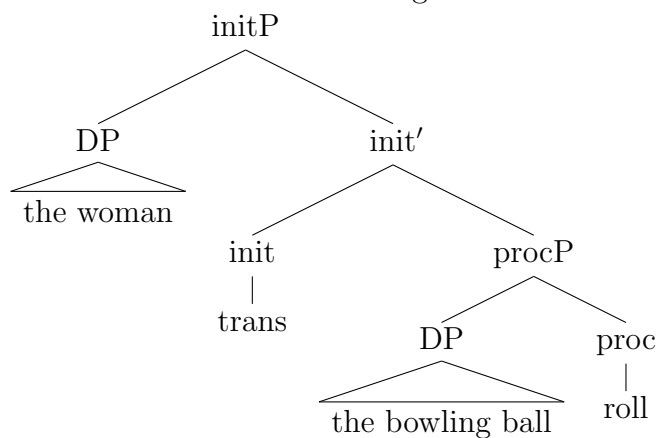 initP
DP init′
the woman init procP
trans DP proc
the bowling ball roll